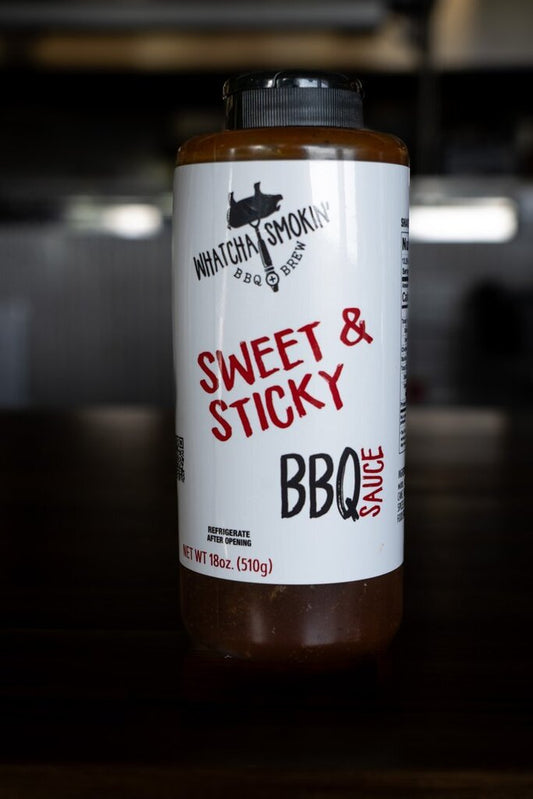 WHATCHA SMOKIN'
BBQ + BREW
SWEET &
STICKY
BBQ SAUCE
REFRIGERATE
AFTER OPENING
NET WT 18oz. (510g)